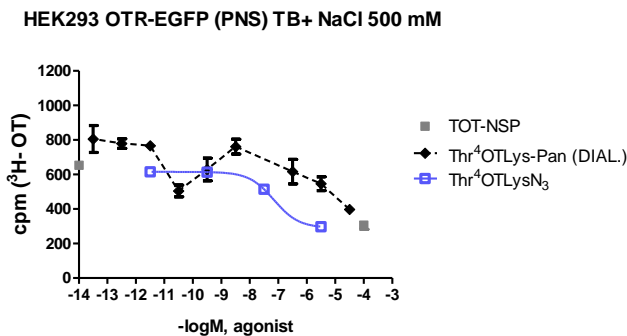 HEK293 OTR-EGFP (PNS) TB+ NaCl 500 mM
1200
1000
800
600
400
200
0
cpm (³H- OT)
-14 -13 -12 -11 -10 -9 -8 -7 -6 -5 -4 -3
-logM, agonist
TOT-NSP
Thr⁴OTLys-Pan (DIAL.)
Thr⁴OTLysN₃